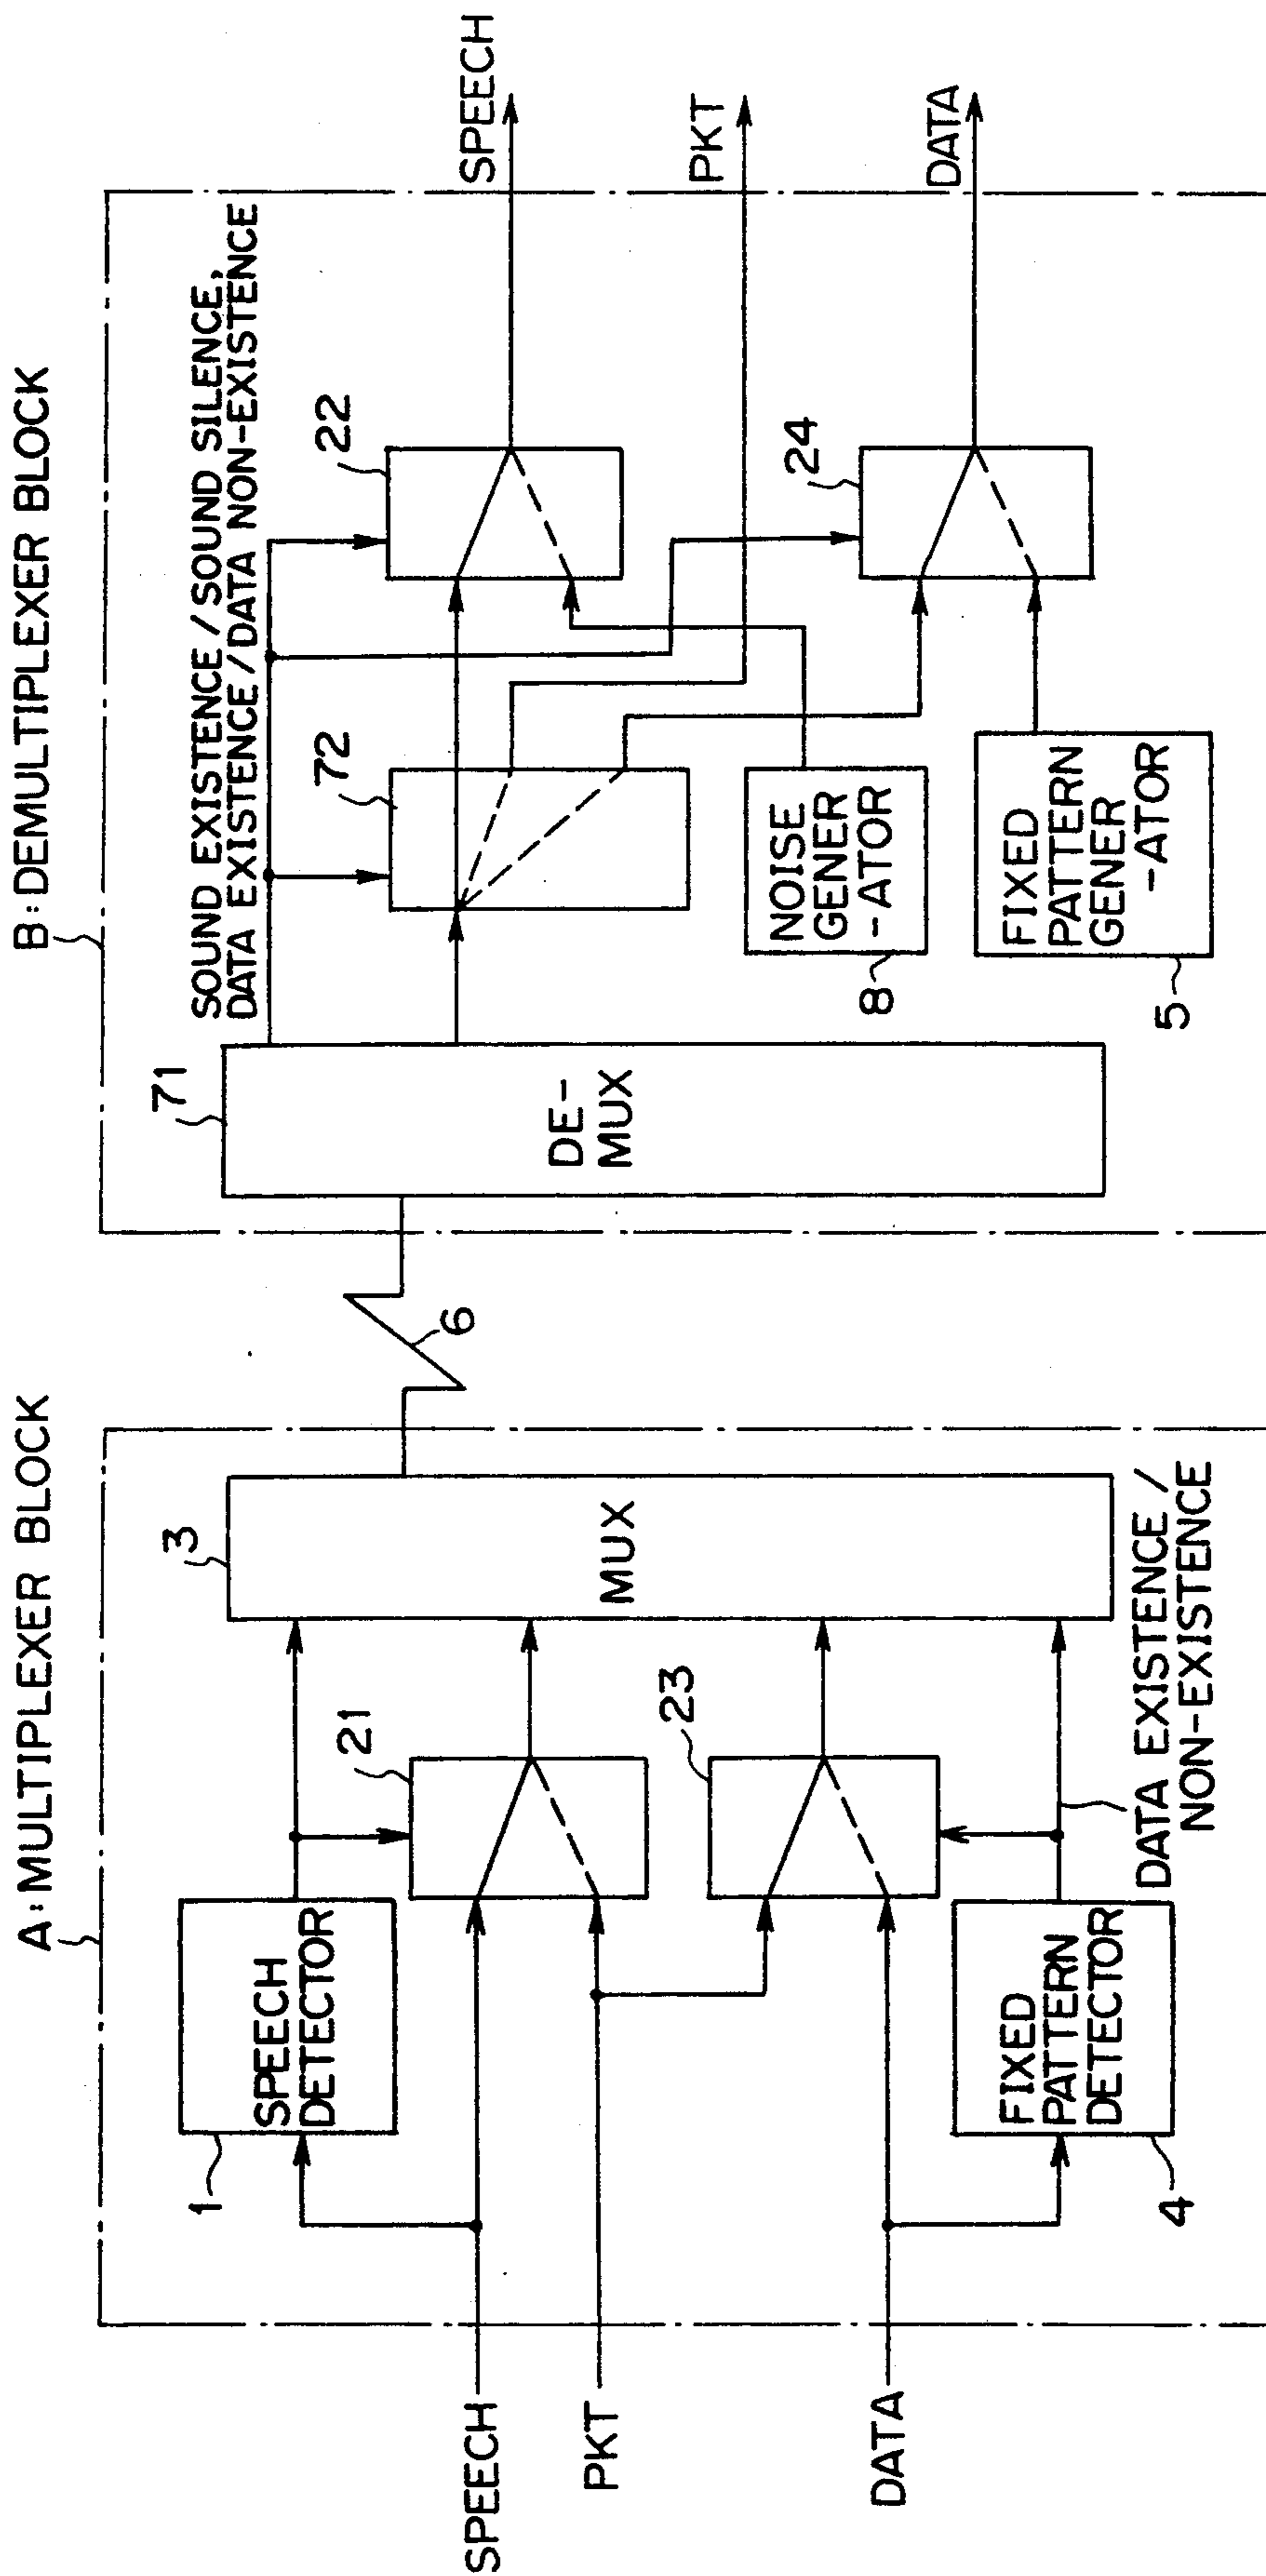 A: MULTIPLEXER BLOCK
1
SPEECH
DETECTOR
21
3
MUX
23
FIXED
PATTERN
DETECTOR
4
DATA EXISTENCE /
NON-EXISTENCE
SPEECH
PKT
DATA
6
B: DEMULTIPLEXER BLOCK
71
DE-
MUX
SOUND EXISTENCE / SOUND SILENCE,
DATA EXISTENCE / DATA NON-EXISTENCE
72
22
24
NOISE
GENER
-ATOR
8
FIXED
PATTERN
GENER
-ATOR
5
SPEECH
PKT
DATA